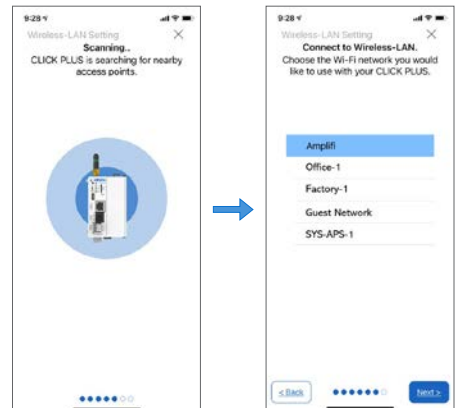 9:28
Wireless-LAN Setting
Scanning..
CLICK PLUS is searching for nearby
access points.
9:28
Wireless-LAN Setting
Connect to Wireless-LAN.
Choose the Wi-Fi network you would
like to use with your CLICK PLUS.
Amplifi
Office-1
Factory-1
Guest Network
SYS-APS-1
< Back
Next >